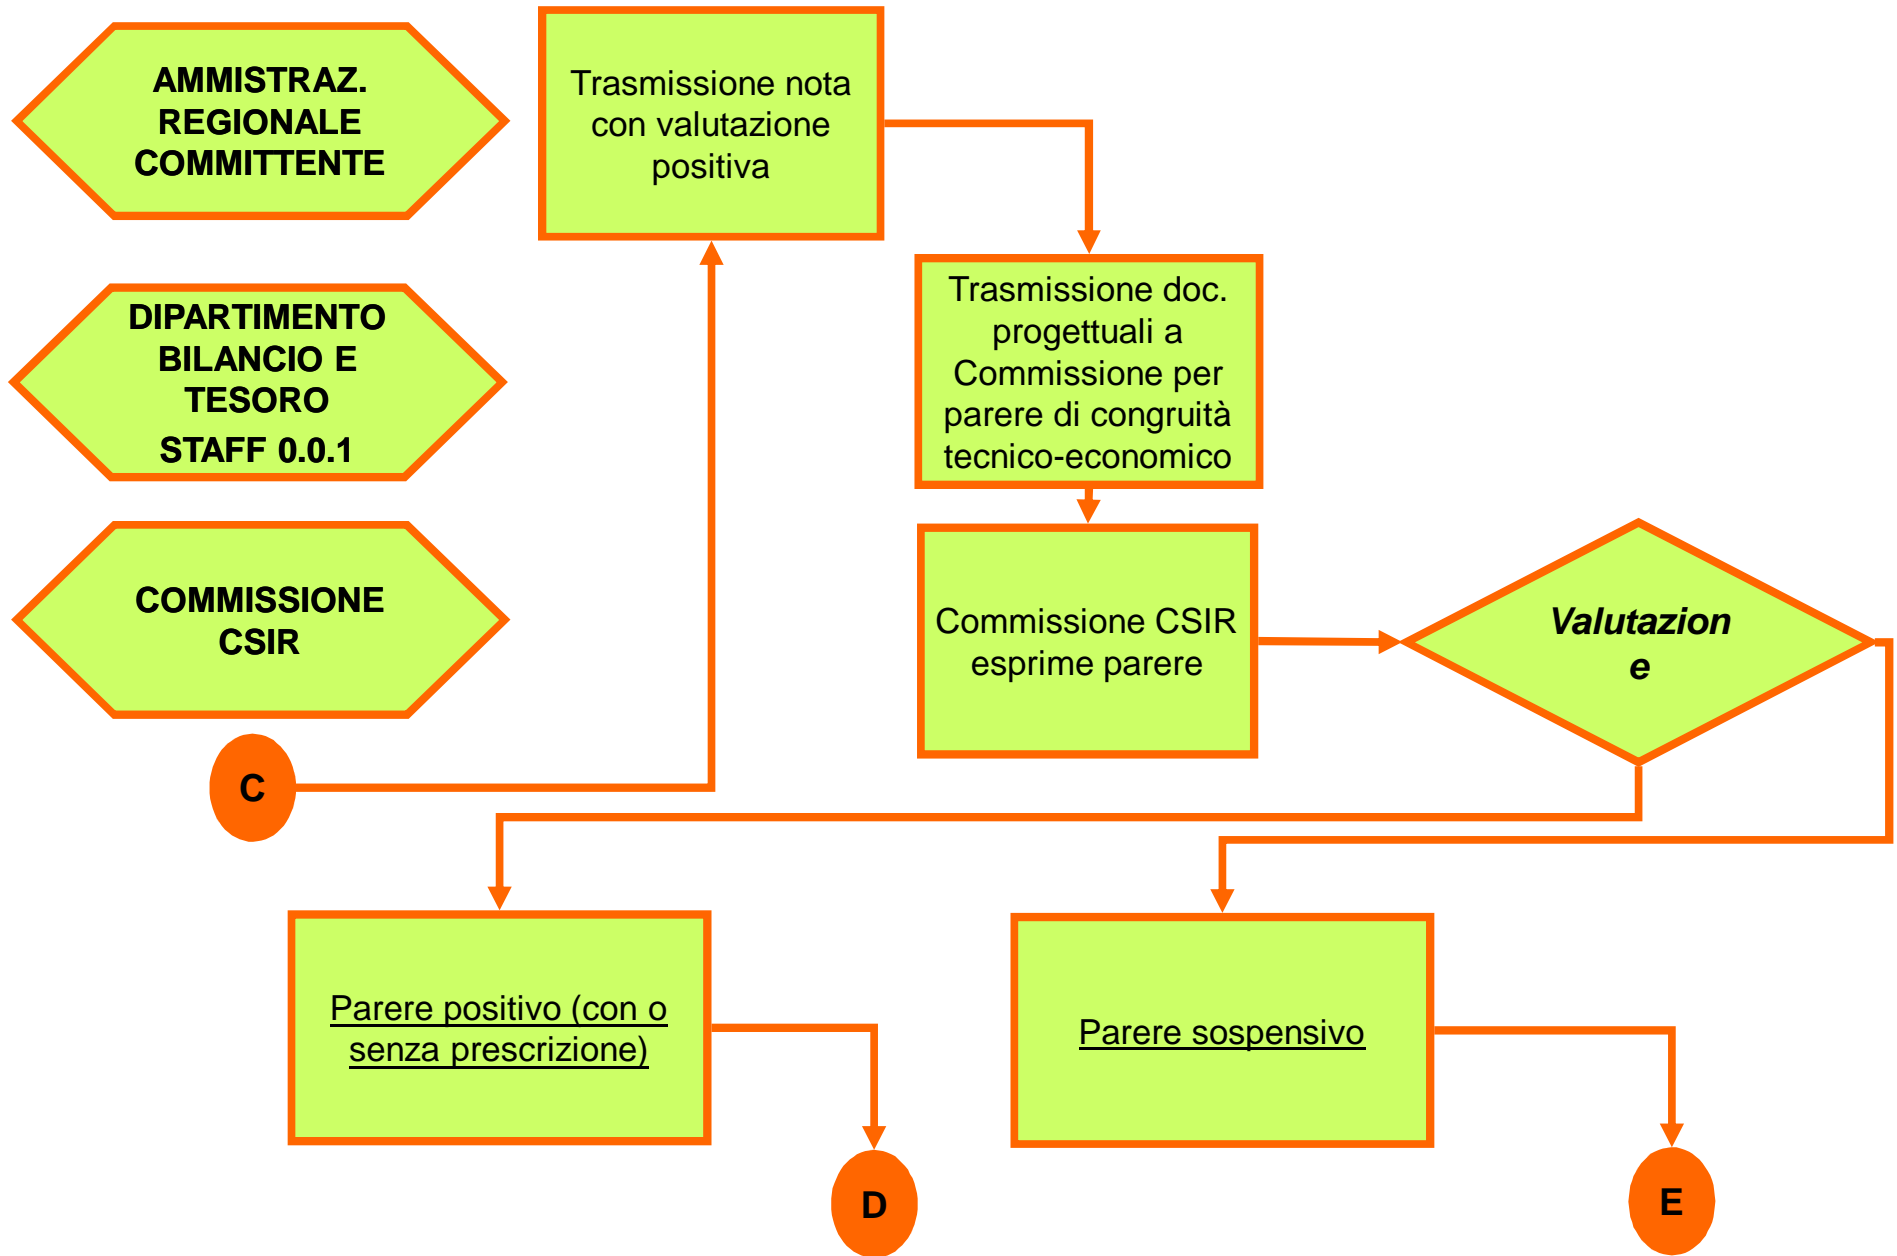 AMMISTRAZ.
REGIONALE
COMMITTENTE
Trasmissione nota
con valutazione
positiva
DIPARTIMENTO
BILANCIO E
TESORO
STAFF 0.0.1
Trasmissione doc.
progettuali a
Commissione per
parere di congruità
tecnico-economico
COMMISSIONE
CSIR
Commissione CSIR
esprime parere
Valutazion
e
C
Parere positivo (con o
senza prescrizione)
Parere sospensivo
D
E